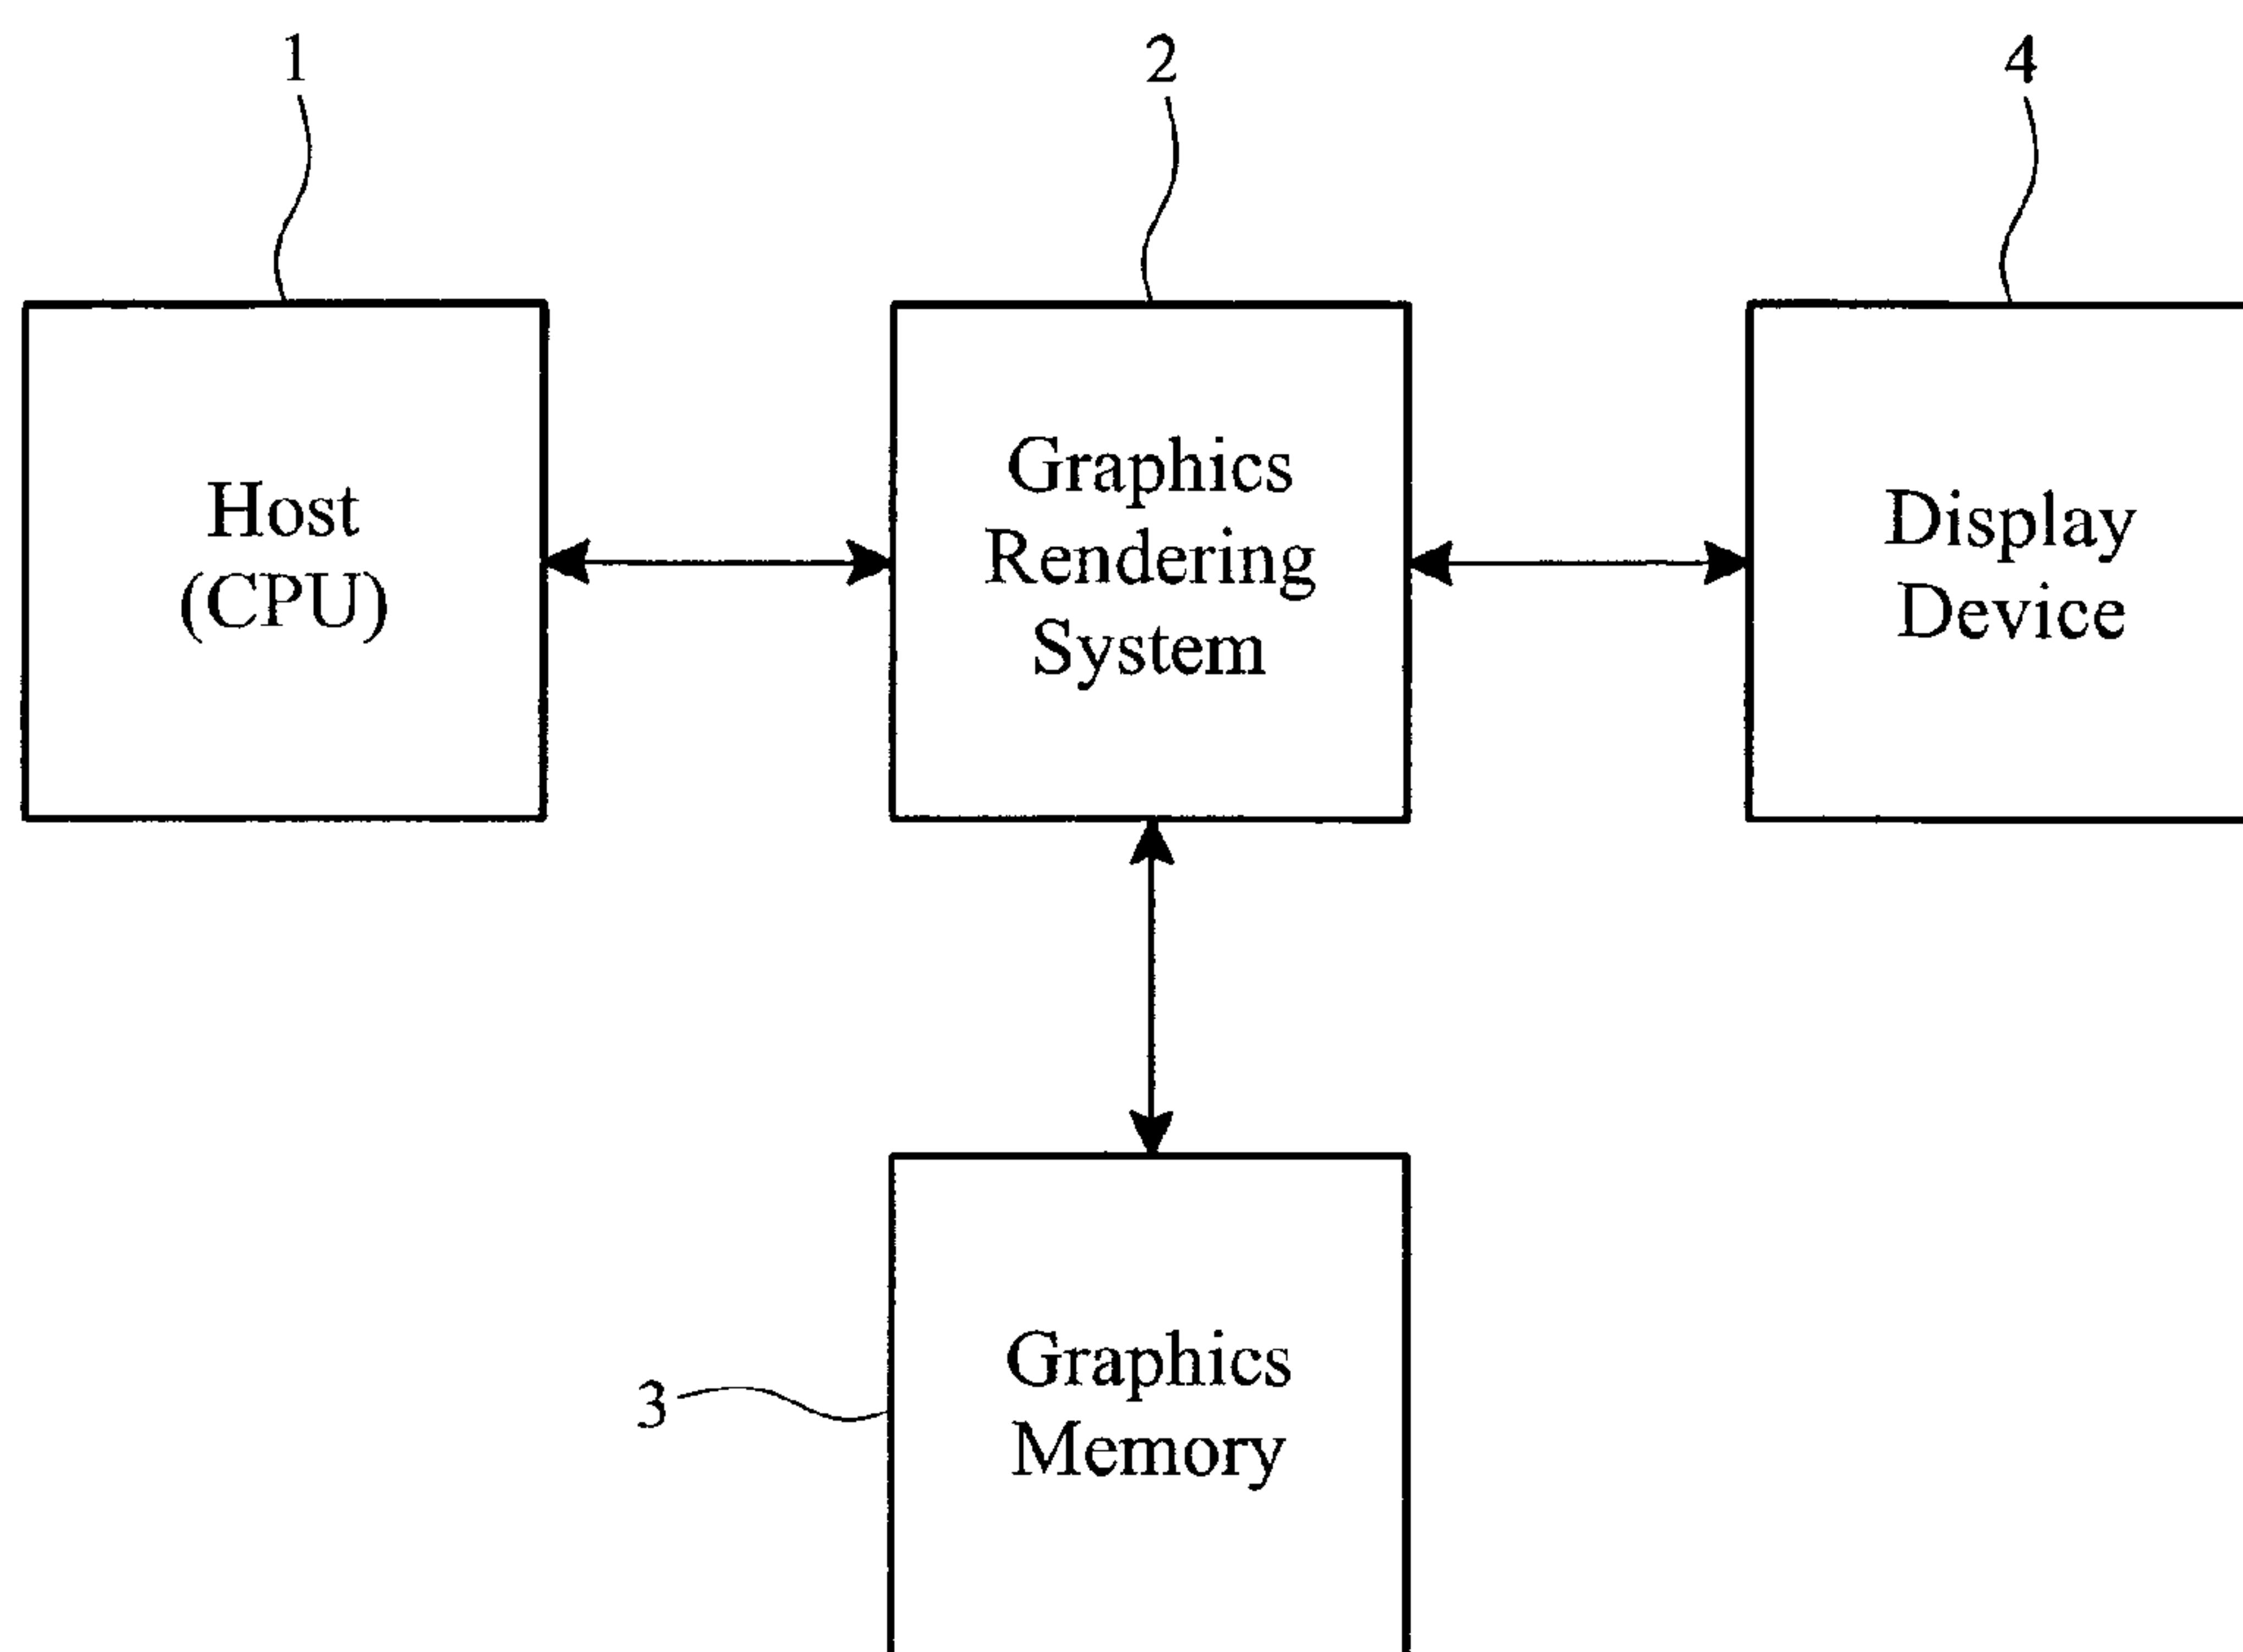 1
2
4
Host
(CPU)
Graphics
Rendering
System
Display
Device
3
Graphics
Memory